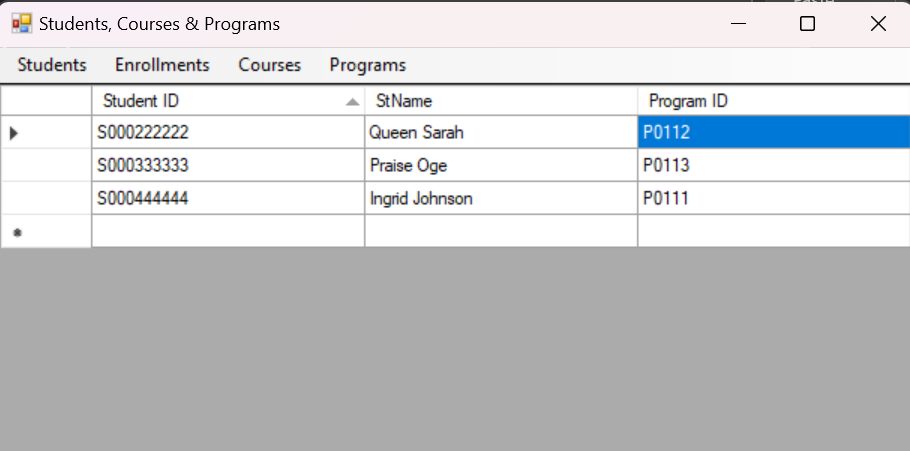 Students, Courses & Programs
Students Enrollments Courses Programs
Student ID StName Program ID
S000222222 Queen Sarah P0112
S000333333 Praise Oge P0113
S000444444 Ingrid Johnson P0111